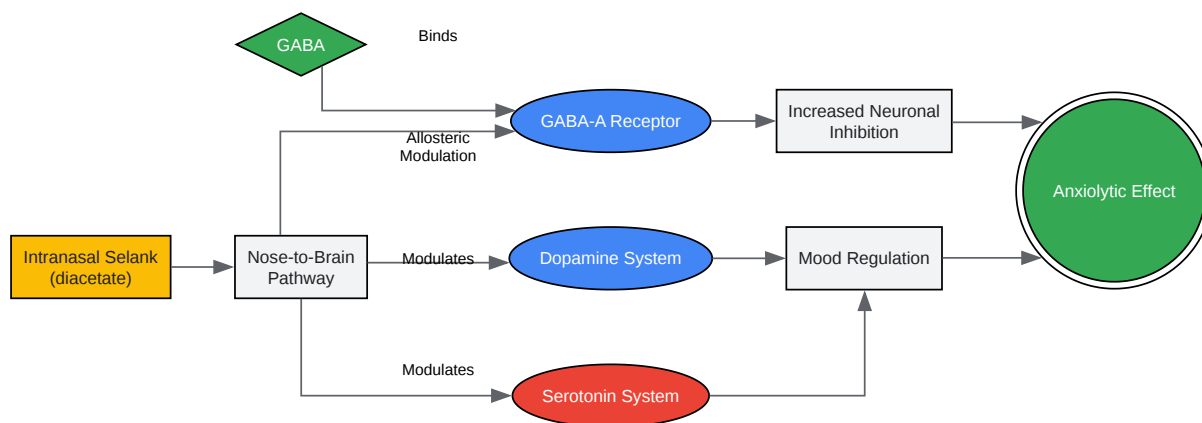 GABA
Binds
GABA-A Receptor
Increased Neuronal
Inhibition
Allosteric
Modulation
Anxiolytic Effect
Intranasal Selank
(diacetate)
Nose-to-Brain
Pathway
Modulates
Dopamine System
Mood Regulation
Modulates
Serotonin System